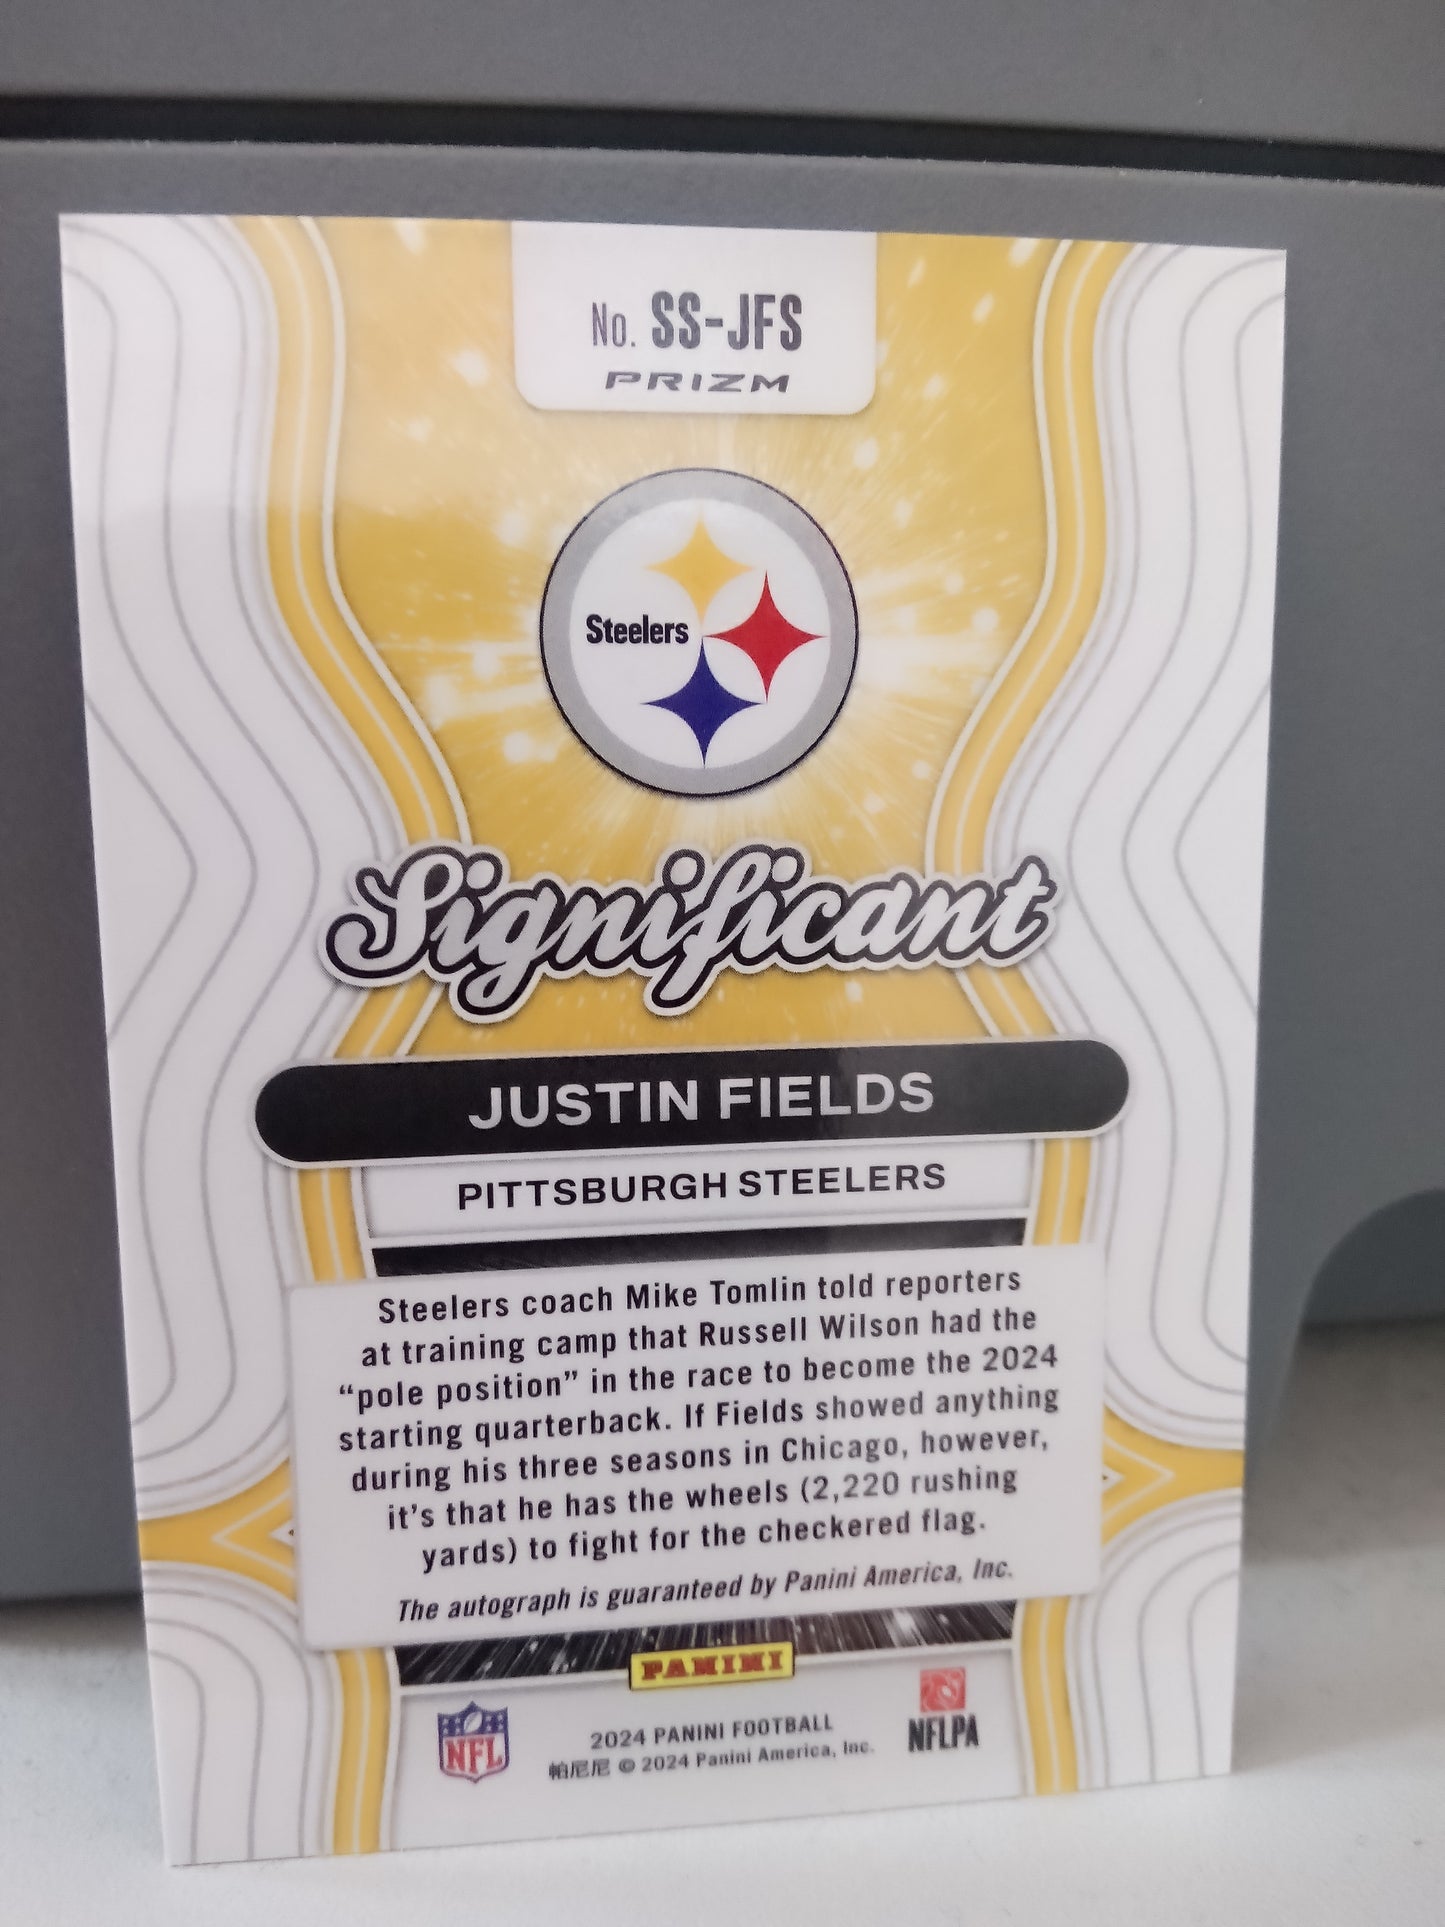 No. SS-JFS
PRIZM
Steelers
Significant
JUSTIN FIELDS
PITTSBURGH STEELERS
Steelers coach Mike Tomlin told reporters
at training camp that Russell Wilson had the
“pole position” in the race to become the 2024
starting quarterback. If Fields showed anything
during his three seasons in Chicago, however,
it’s that he has the wheels (2,220 rushing
yards) to fight for the checkered flag.
The autograph is guaranteed by Panini America, Inc.
PANINI
NFL
2024 PANINI FOOTBALL
帕尼尼 © 2024 Panini America, Inc.
NFLPA